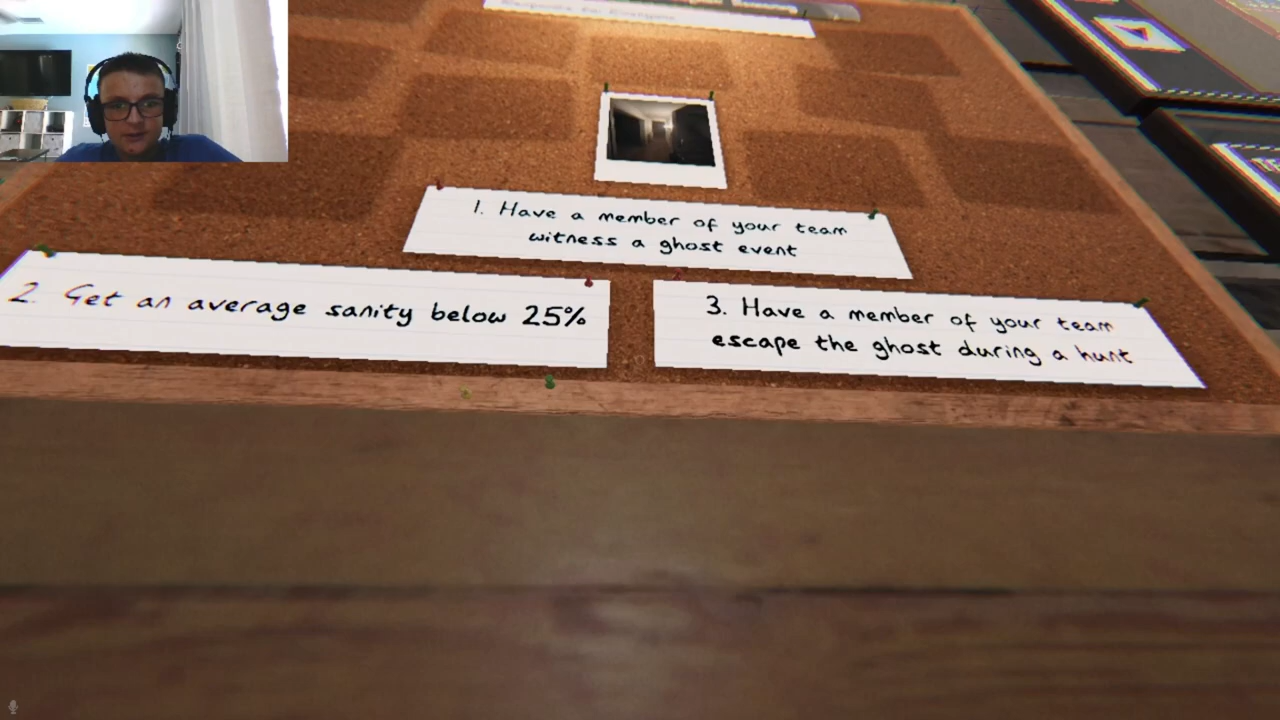 1. Have a member of your team
witness a ghost event
2. Get an average sanity below 25%
3. Have a member of your team
escape the ghost during a hunt